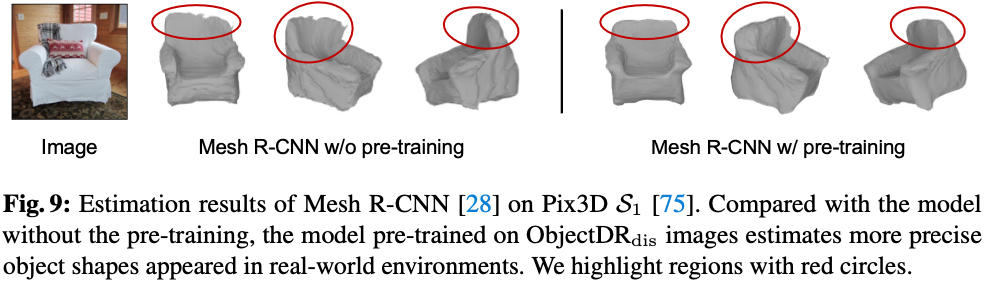 Image
Mesh R-CNN w/o pre-training
Mesh R-CNN w/ pre-training
Fig. 9: Estimation results of Mesh R-CNN [28] on Pix3D 𝒮₁ [75]. Compared with the model
without the pre-training, the model pre-trained on ObjectDR_dis images estimates more precise
object shapes appeared in real-world environments. We highlight regions with red circles.